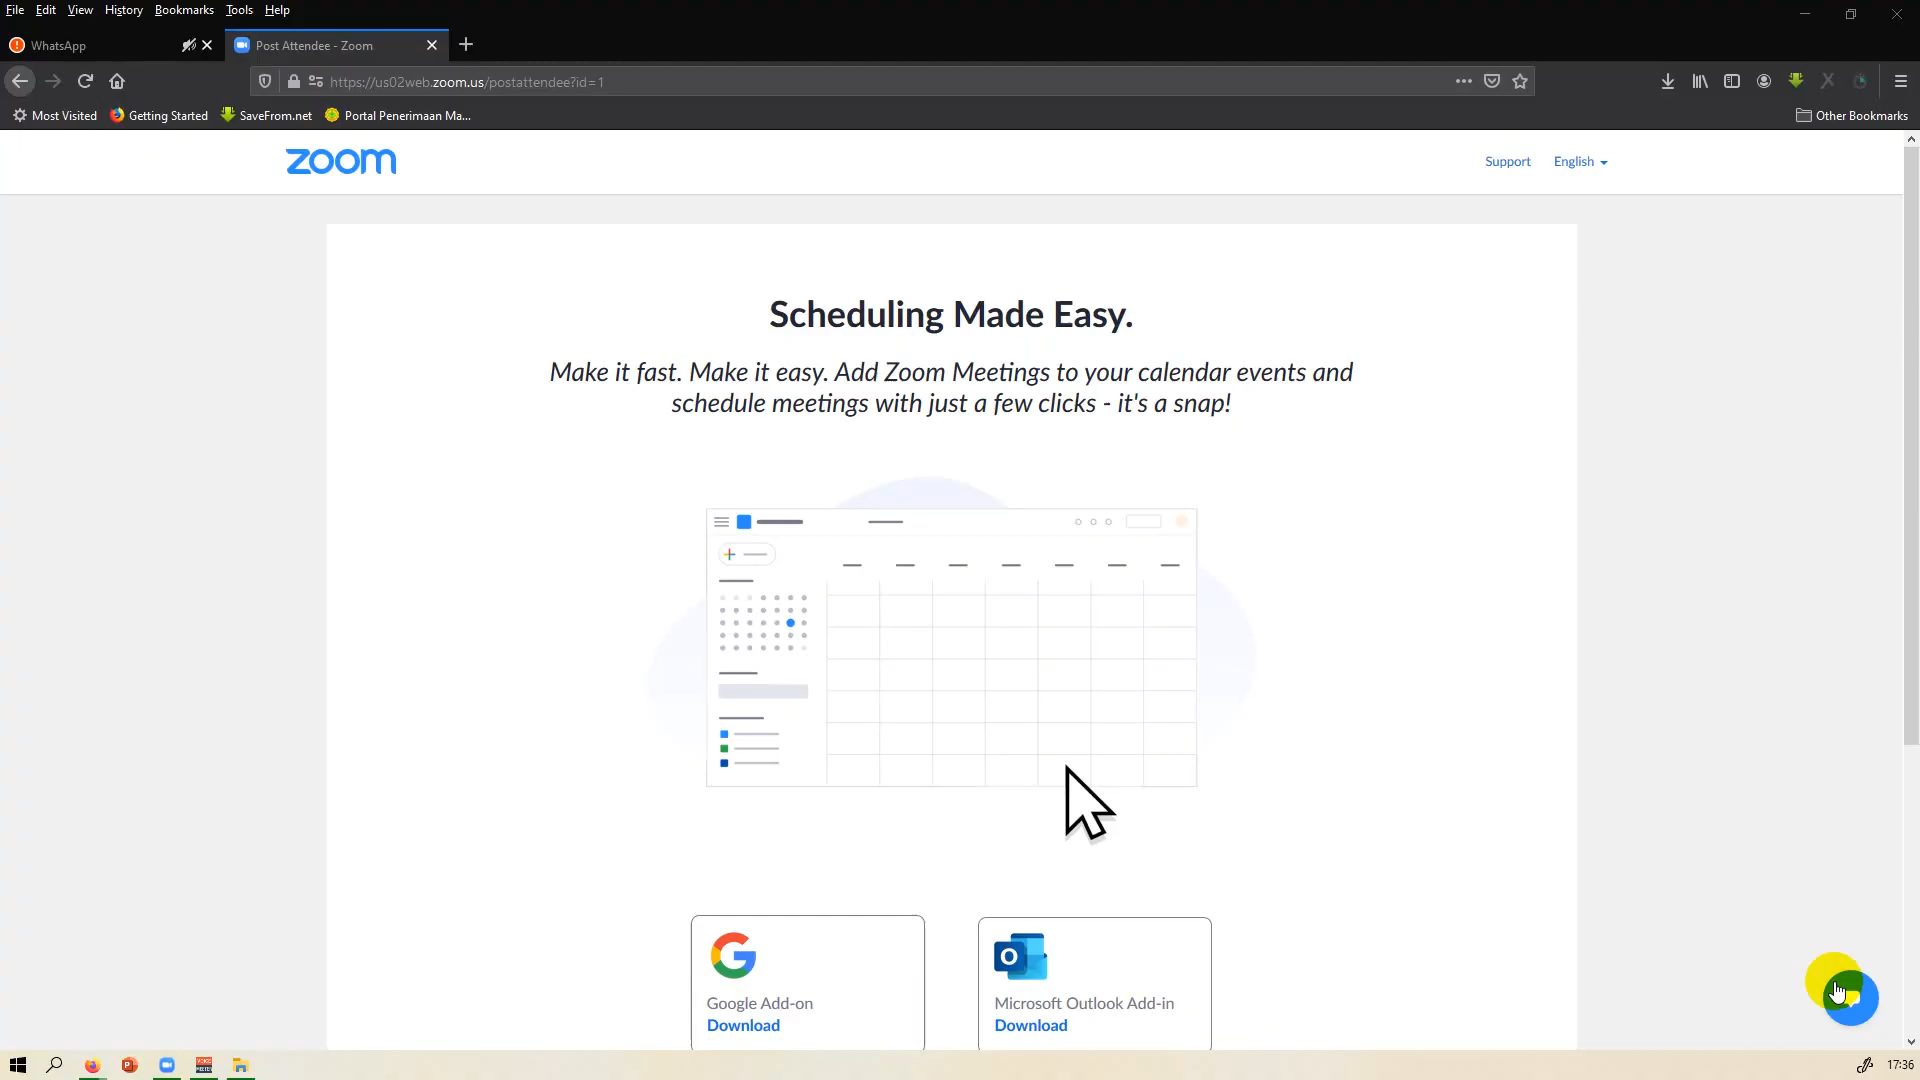 File Edit View History Bookmarks Tools Help
WhatsApp
Post Attendee - Zoom
https://us02web.zoom.us/postattendee?id=1
Most Visited
Getting Started
SaveFrom.net
Portal Penerimaan Ma...
Other Bookmarks
zoom
Support
English
Scheduling Made Easy.
Make it fast. Make it easy. Add Zoom Meetings to your calendar events and
schedule meetings with just a few clicks - it's a snap!
Google Add-on
Download
Microsoft Outlook Add-in
Download
17:36